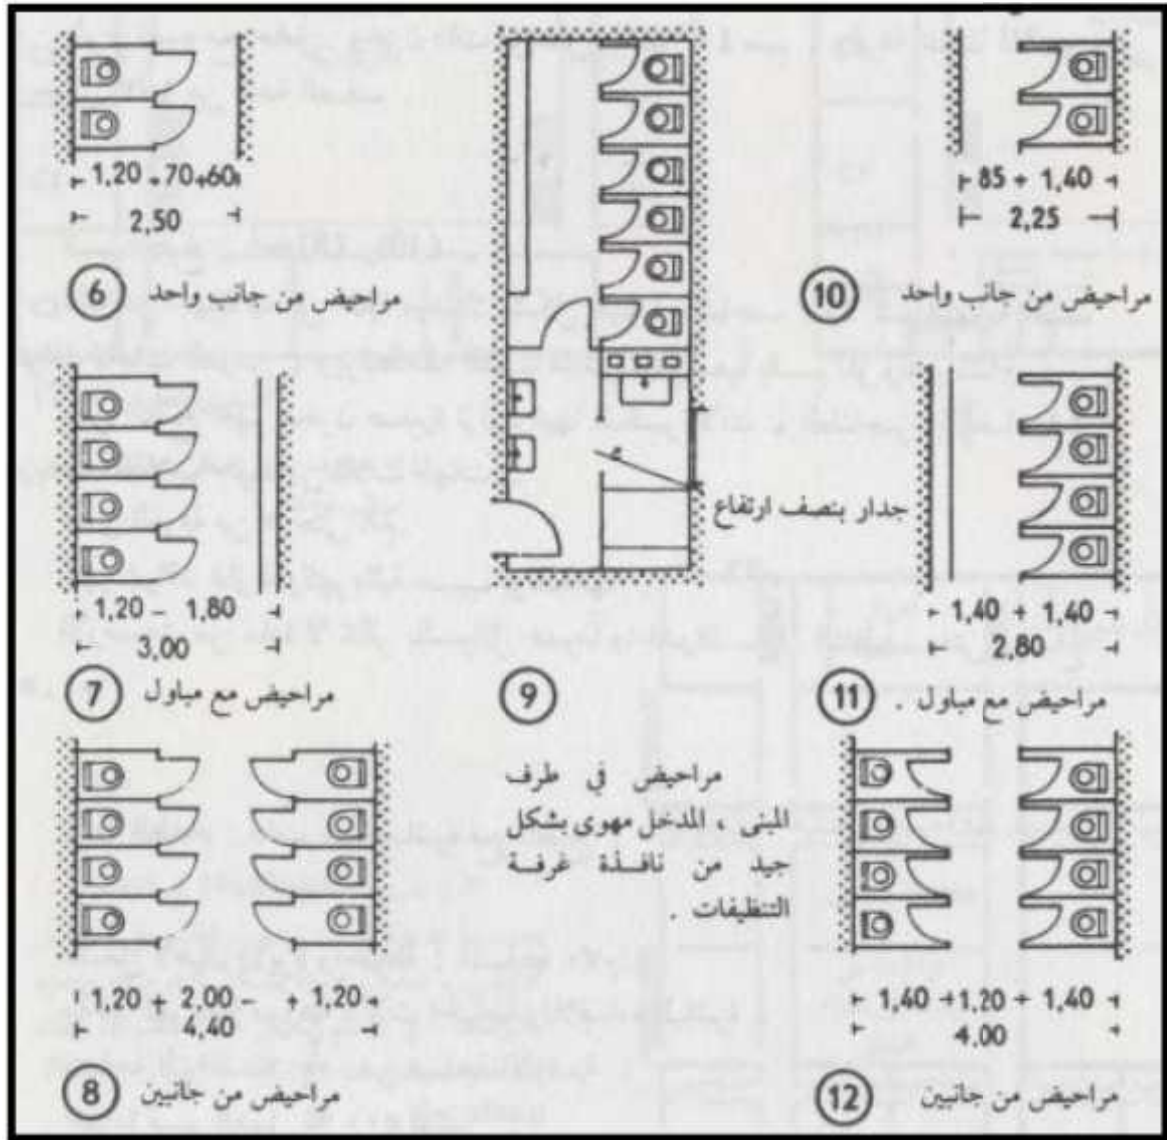 1,20 +70+60
2,50
6 مراحيض من جانب واحد
85 + 1,40
2,25
10 مراحيض من جانب واحد
جدار بنصف ارتفاع
1,20 - 1,80
3,00
7 مراحيض مع مباول
9
مراحيض في طرف
المبنى ، المدخل مهوى بشكل
جيد من نافذة غرفة
التنظيفات .
1,40 + 1,40
2,80
11 مراحيض مع مباول .
1,20 + 2,00 - + 1,20
4,40
8 مراحيض من جانبين
1,40 +1,20 + 1,40
4.00
12 مراحيض من جانبين